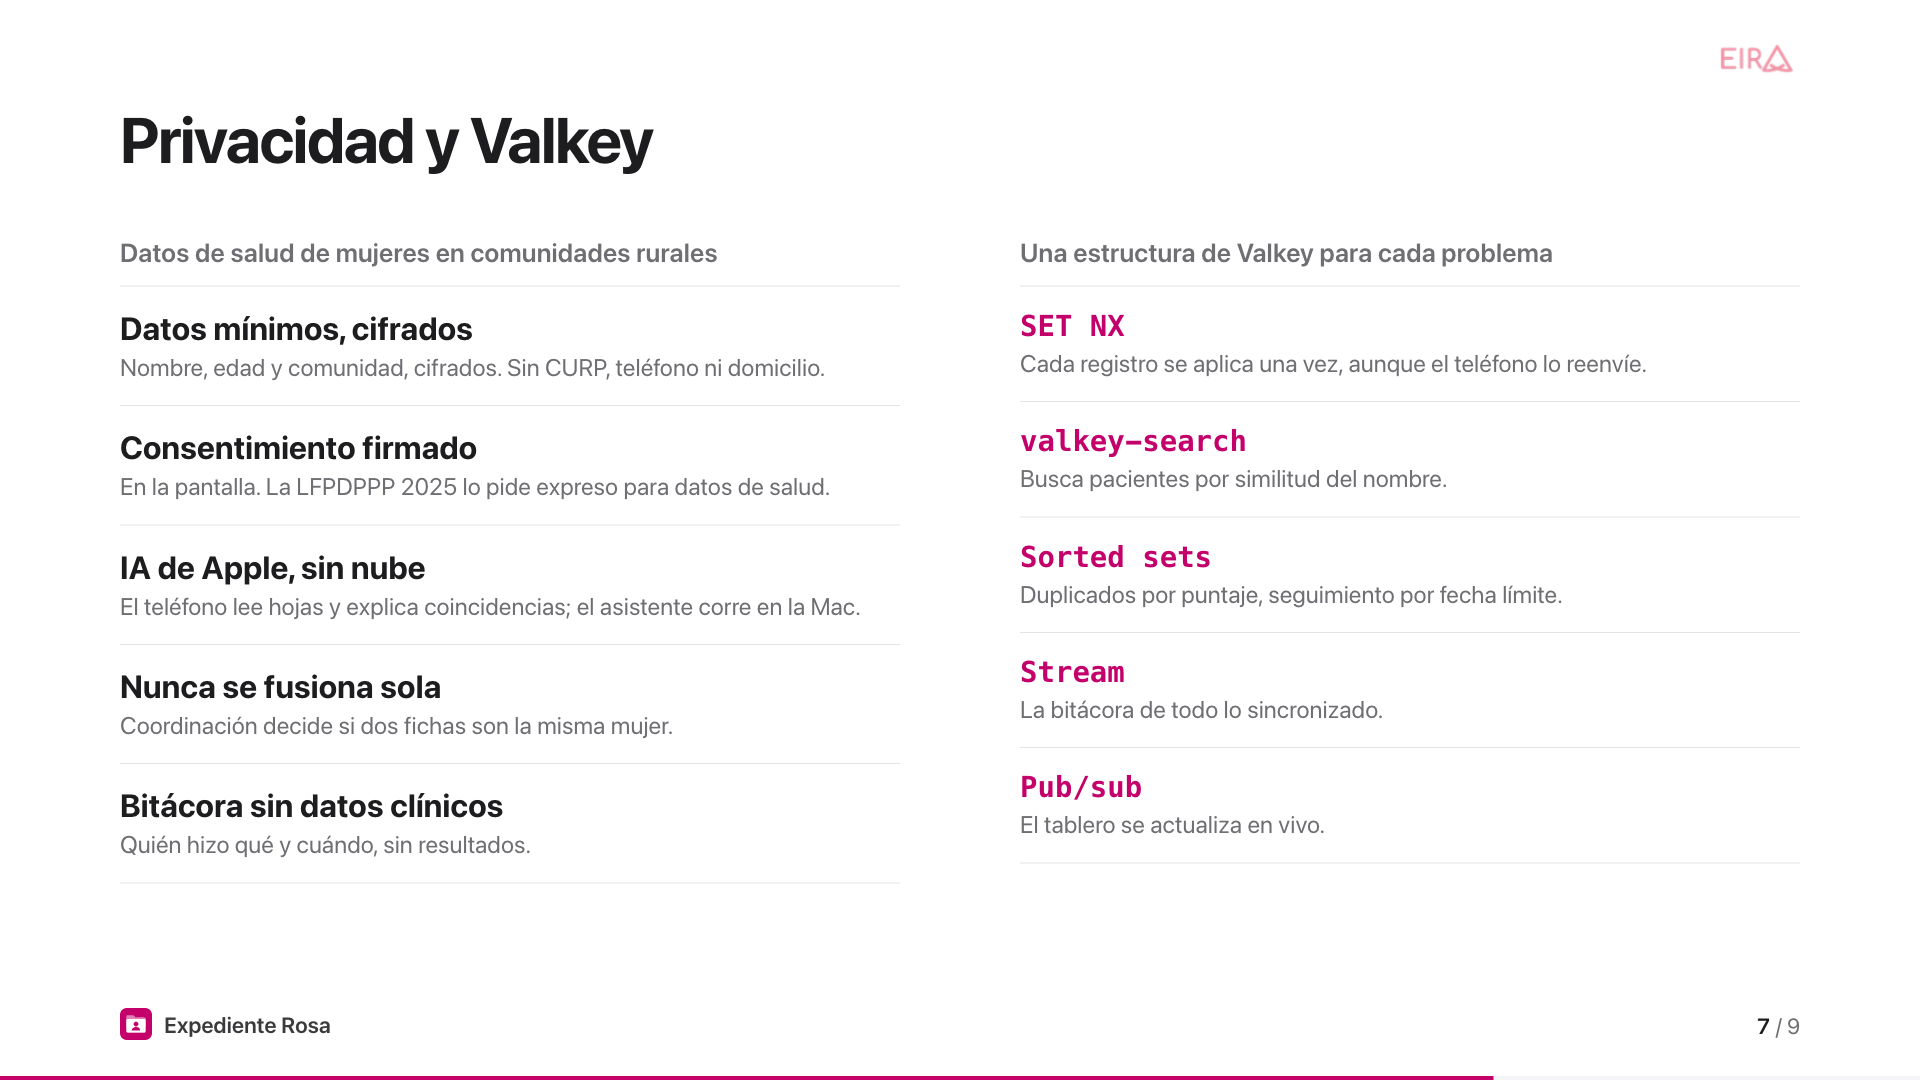 EIRA
Privacidad y Valkey
Datos de salud de mujeres en comunidades rurales
Datos mínimos, cifrados
Nombre, edad y comunidad, cifrados. Sin CURP, teléfono ni domicilio.
Consentimiento firmado
En la pantalla. La LFPDPPP 2025 lo pide expreso para datos de salud.
IA de Apple, sin nube
El teléfono lee hojas y explica coincidencias; el asistente corre en la Mac.
Nunca se fusiona sola
Coordinación decide si dos fichas son la misma mujer.
Bitácora sin datos clínicos
Quién hizo qué y cuándo, sin resultados.
Una estructura de Valkey para cada problema
SET NX
Cada registro se aplica una vez, aunque el teléfono lo reenvíe.
valkey-search
Busca pacientes por similitud del nombre.
Sorted sets
Duplicados por puntaje, seguimiento por fecha límite.
Stream
La bitácora de todo lo sincronizado.
Pub/sub
El tablero se actualiza en vivo.
Expediente Rosa
7 / 9